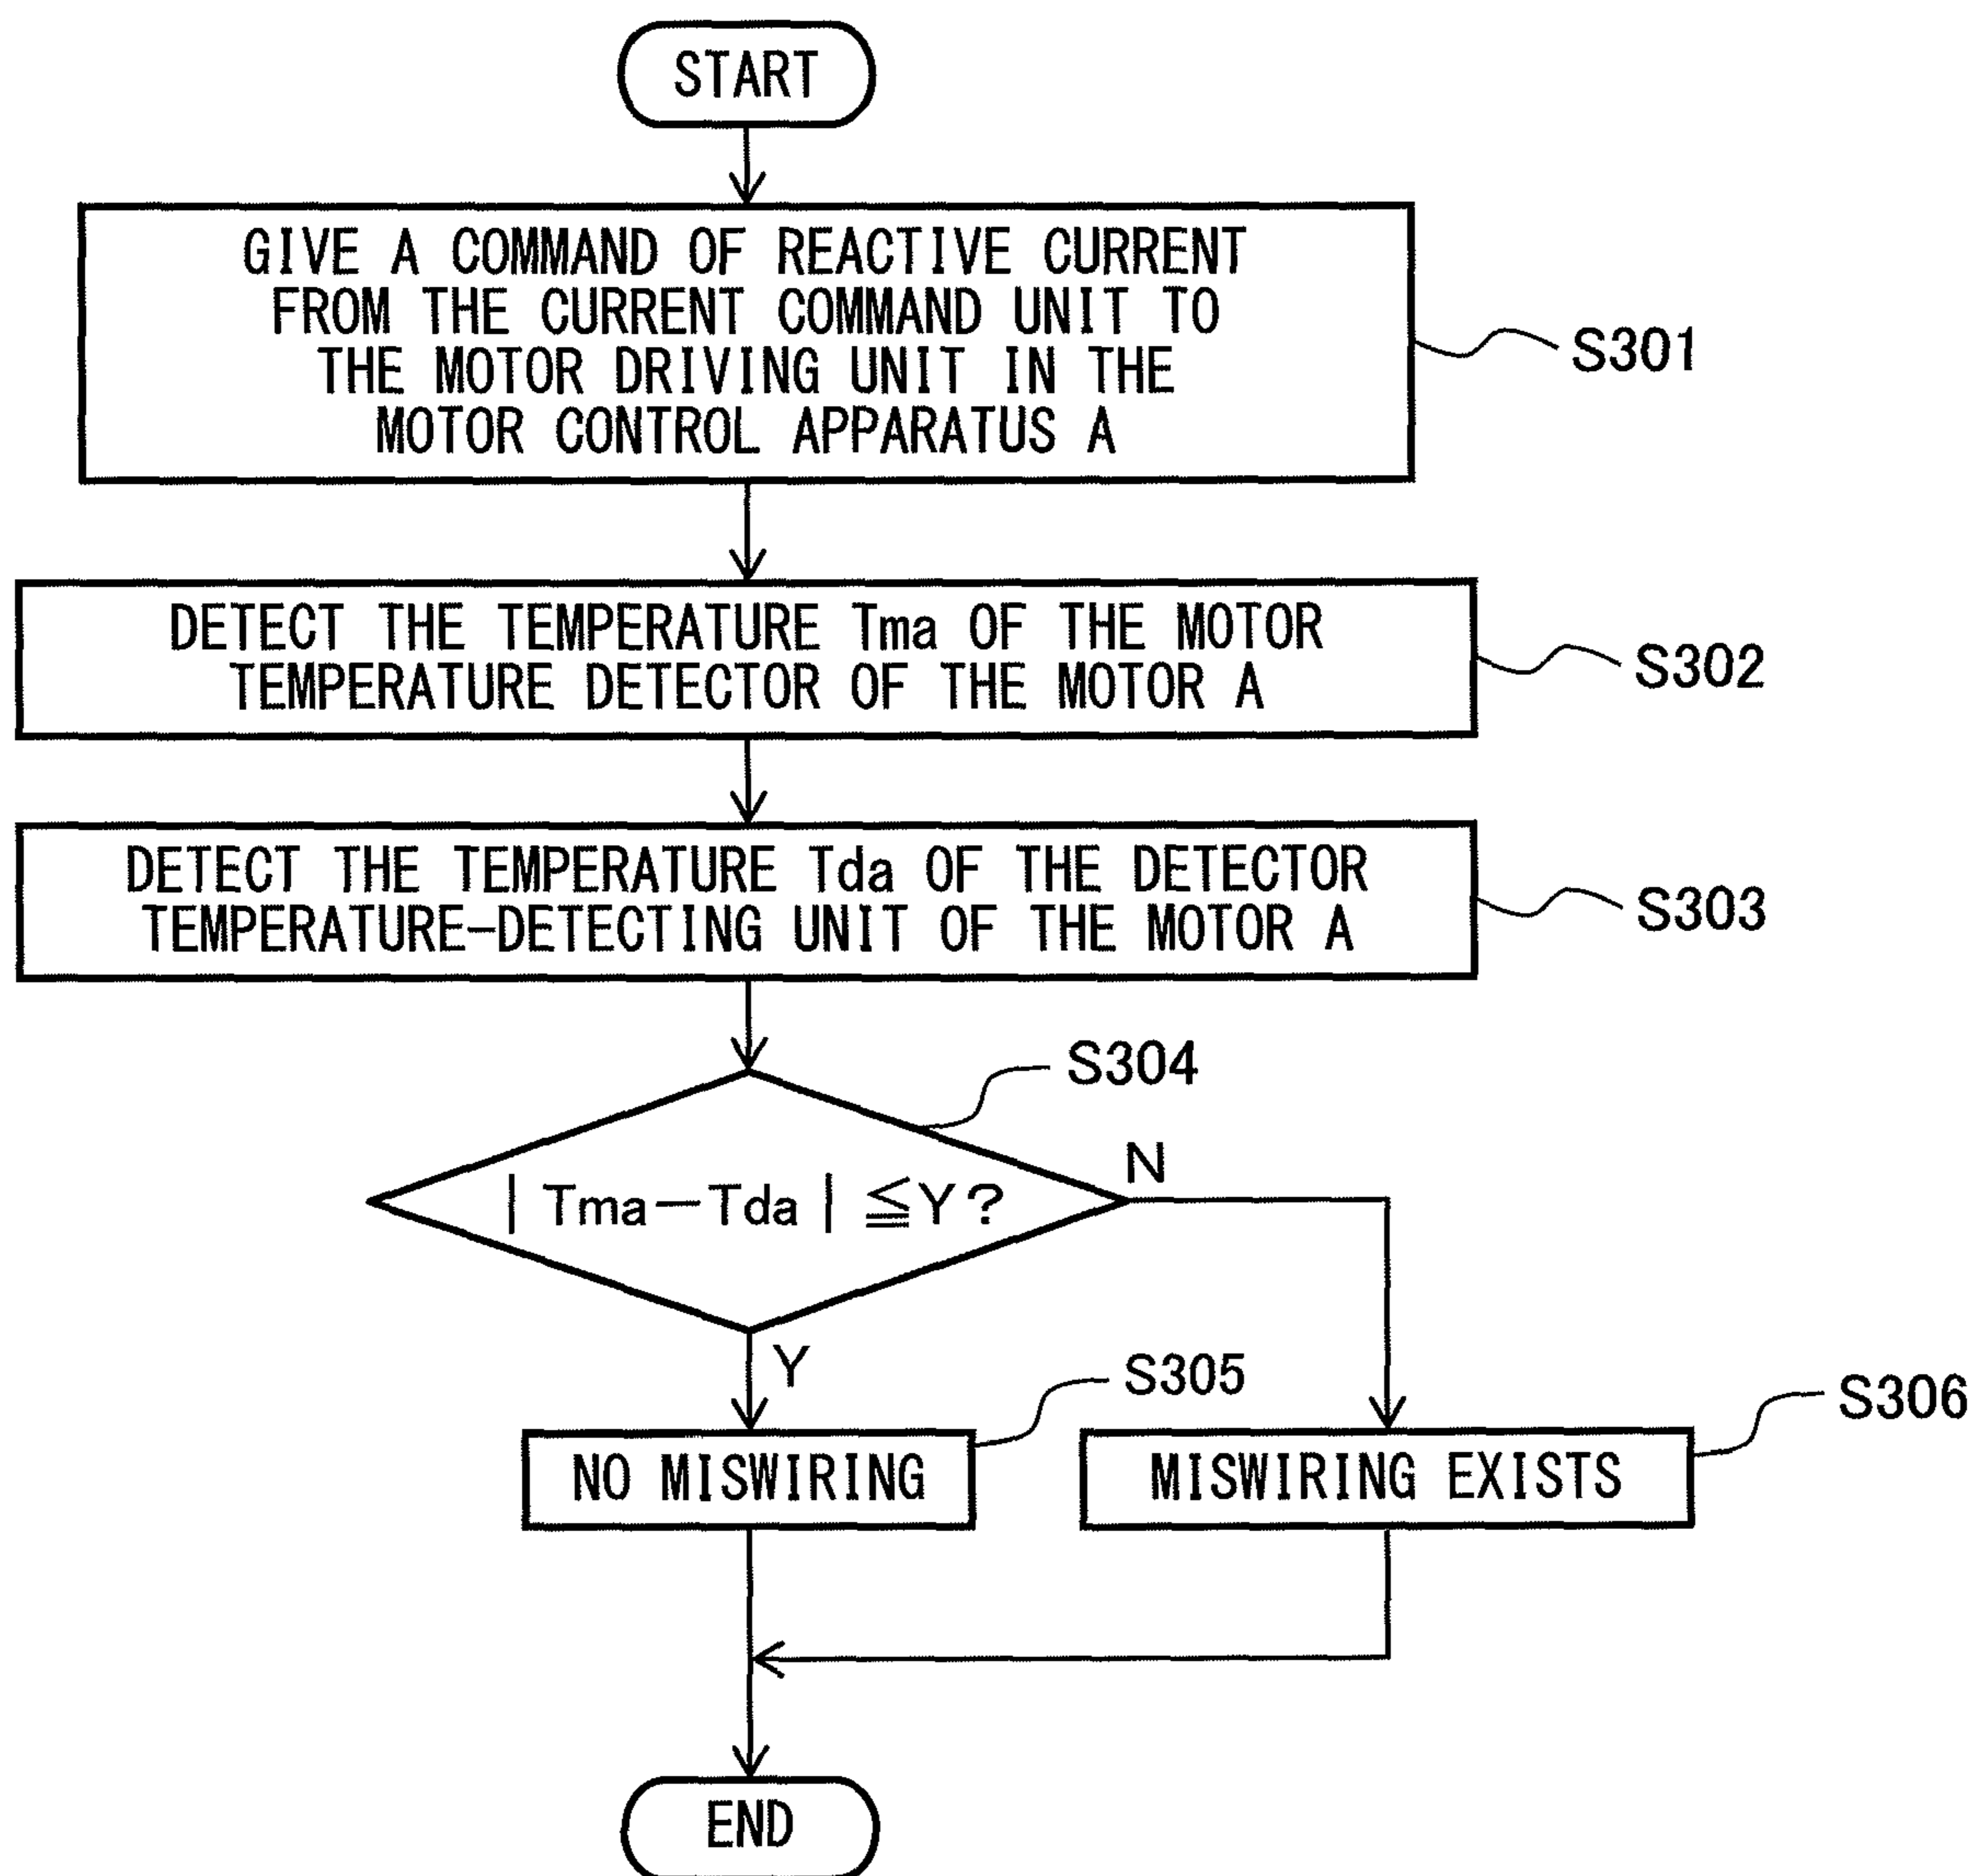 START
GIVE A COMMAND OF REACTIVE CURRENT
FROM THE CURRENT COMMAND UNIT TO
THE MOTOR DRIVING UNIT IN THE
MOTOR CONTROL APPARATUS A
S301
DETECT THE TEMPERATURE Tma OF THE MOTOR
TEMPERATURE DETECTOR OF THE MOTOR A
S302
DETECT THE TEMPERATURE Tda OF THE DETECTOR
TEMPERATURE-DETECTING UNIT OF THE MOTOR A
S303
S304
| Tma－Tda | ≦Y?
N
Y
S305
NO MISWIRING
S306
MISWIRING EXISTS
END